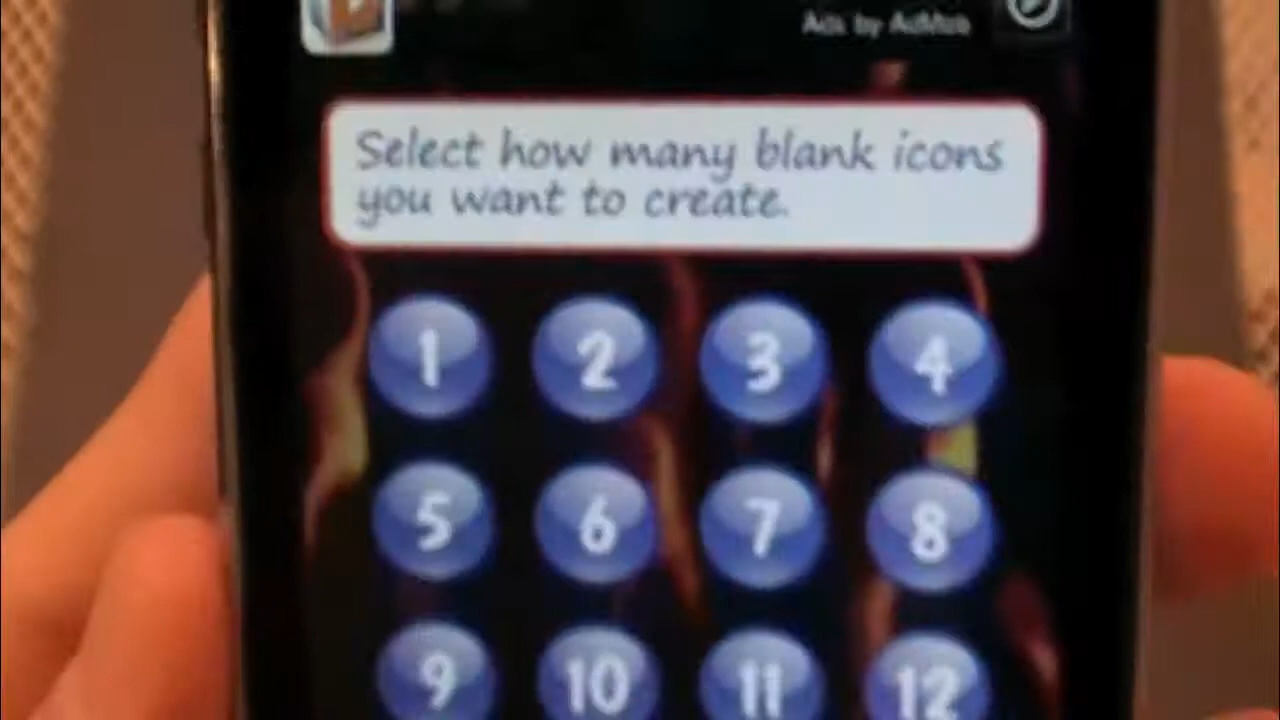 Ads by AdMob
Select how many blank icons
you want to create.
1 2 3 4
5 6 7 8
9 10 11 12